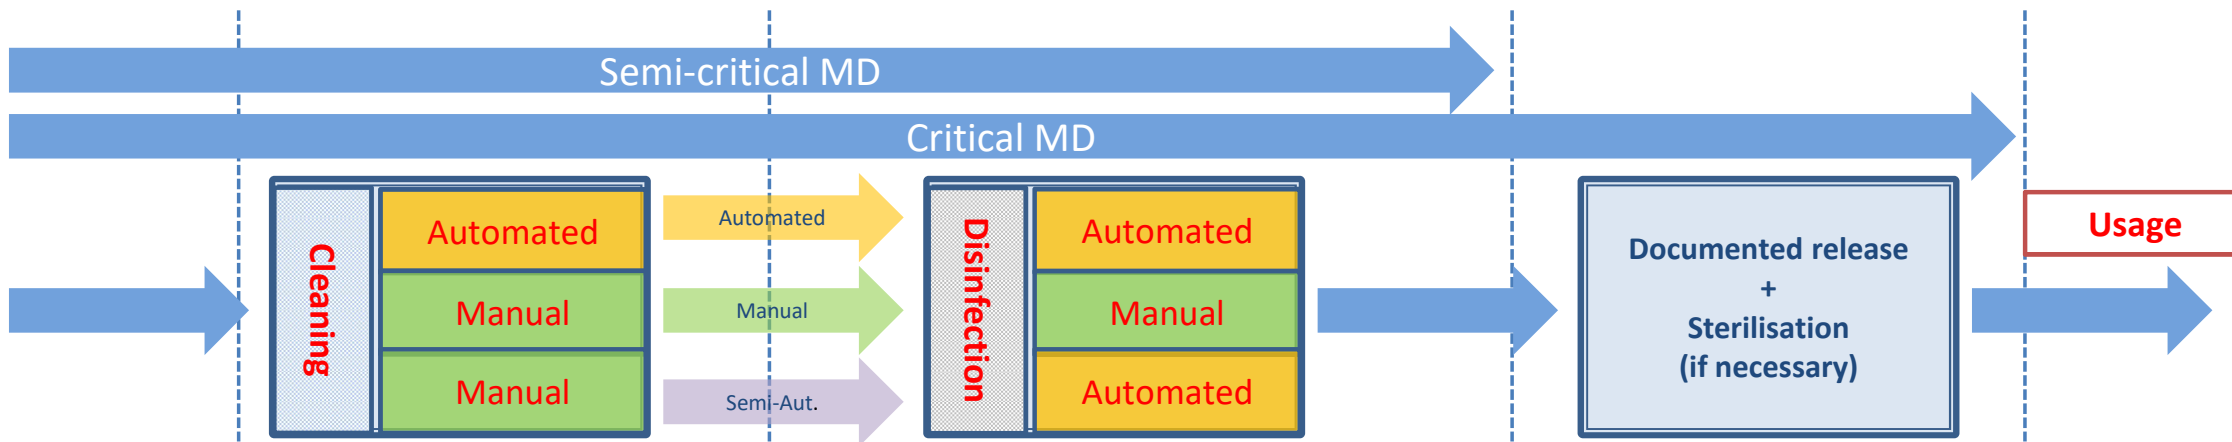 Semi-critical MD
Critical MD
Cleaning
Automated
Manual
Manual
Automated
Manual
Semi-Aut.
Disinfection
Automated
Manual
Automated
Documented release
+
Sterilisation
(if necessary)
Usage